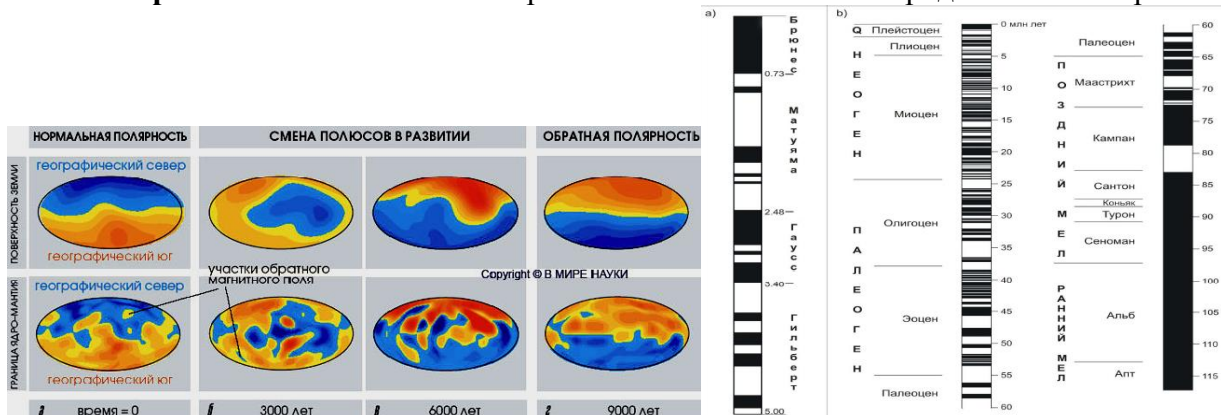 НОРМАЛЬНАЯ ПОЛЯРНОСТЬ
СМЕНА ПОЛЮСОВ В РАЗВИТИИ
ОБРАТНАЯ ПОЛЯРНОСТЬ
ПОВЕРХНОСТЬ ЗЕМЛИ
географический север
географический юг
участки обратного
магнитного поля
Copyright © В МИРЕ НАУКИ
ГРАНИЦА ЯДРО-МАНТИЯ
географический север
географический юг
а время = 0
б 3000 лет
в 6000 лет
г 9000 лет
a)
Брюнес
0.73
Матуяма
2.48
Гаусс
3.40
Гильберт
5.00
b)
Q
Плейстоцен
Плиоцен
НЕОГЕН
Миоцен
Олигоцен
ПАЛЕОГЕН
Эоцен
Палеоцен
0 млн лет
5
10
15
20
25
30
35
40
45
50
55
60
Палеоцен
ПОЗДНИЙ МЕЛ
Маастрихт
Кампан
Сантон
Коньяк
Турон
Сеноман
РАННИЙ МЕЛ
Альб
Апт
60
65
70
75
80
85
90
95
100
105
110
115